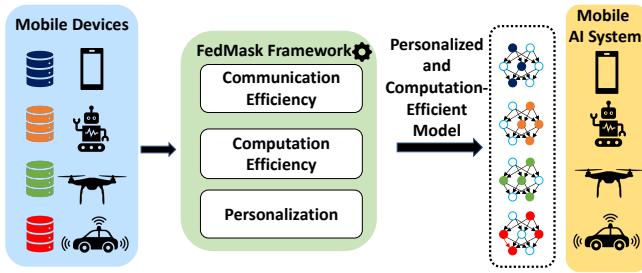 Mobile Devices
FedMask Framework
Communication
Efficiency
Computation
Efficiency
Personalization
Personalized
and
Computation-
Efficient
Model
Mobile
AI System